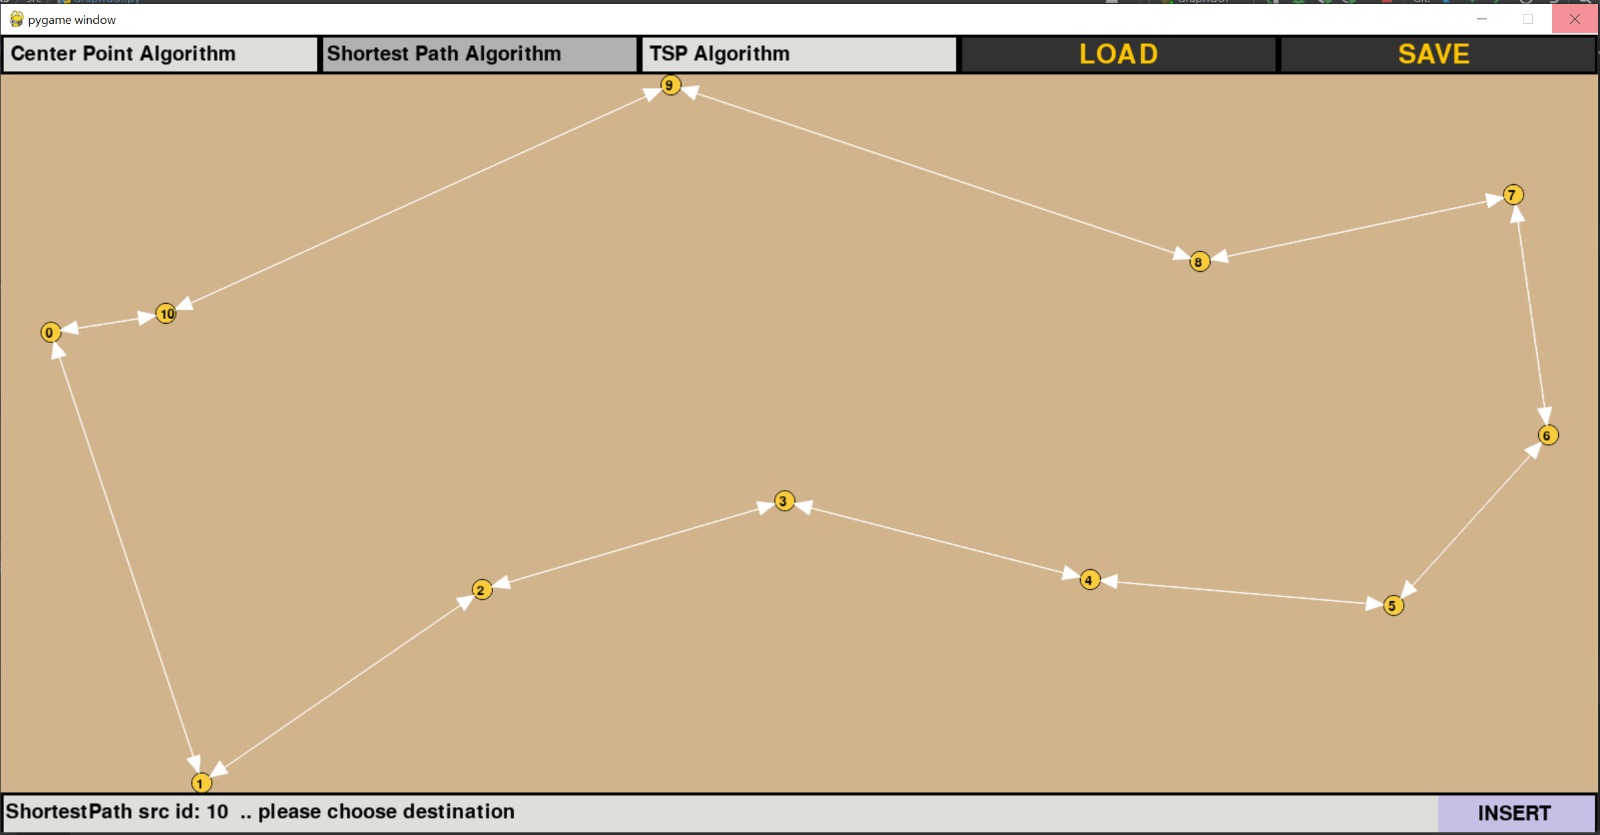 pygame window
Center Point Algorithm
Shortest Path Algorithm
TSP Algorithm
LOAD
SAVE
9
7
8
10
0
6
3
4
2
5
1
ShortestPath src id: 10 .. please choose destination
INSERT